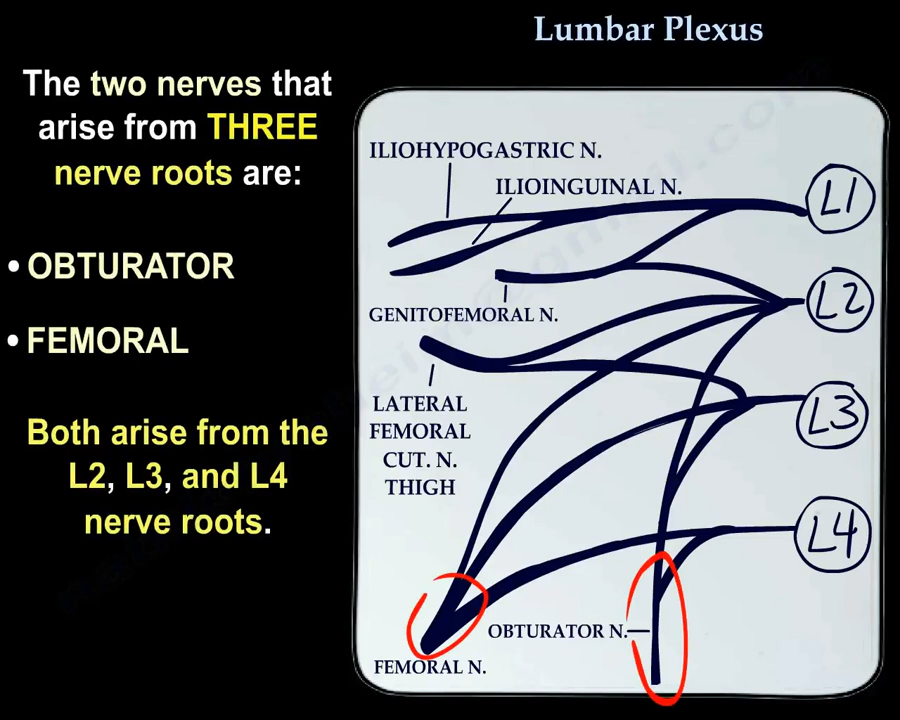 Lumbar Plexus
The two nerves that
arise from THREE
nerve roots are:
• OBTURATOR
• FEMORAL
Both arise from the
L2, L3, and L4
nerve roots.
ILIOHYPOGASTRIC N.
ILIOINGUINAL N.
L1
GENITOFEMORAL N.
L2
LATERAL
FEMORAL
CUT. N.
THIGH
L3
L4
OBTURATOR N.
FEMORAL N.